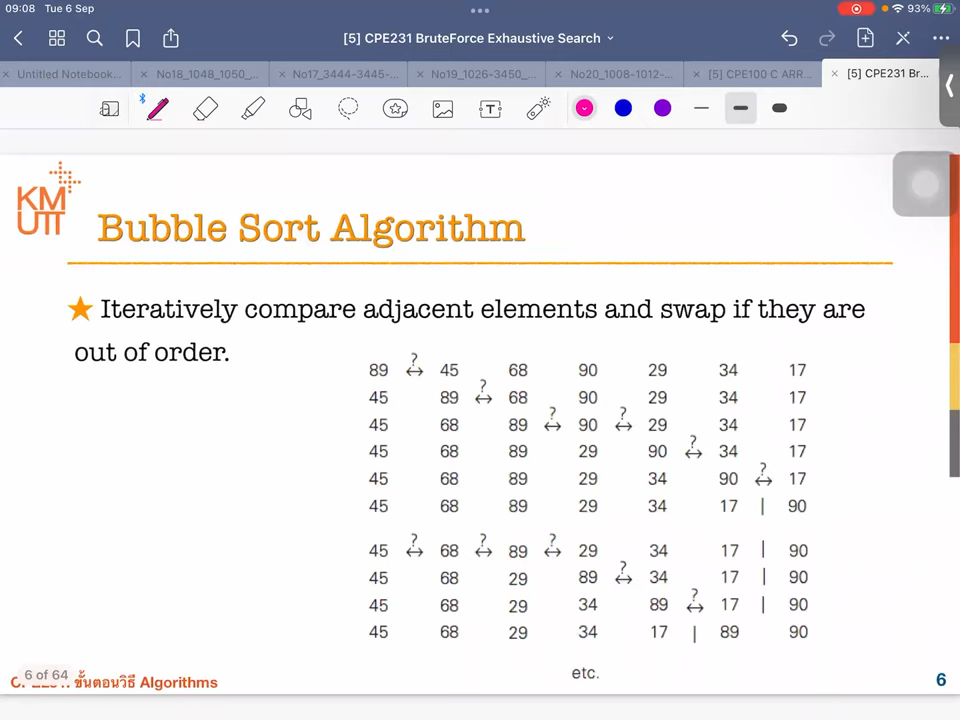 09:08 Tue 6 Sep
93%
[5] CPE231 BruteForce Exhaustive Search
Untitled Notebook...
No18_1048_1050_...
No17_3444-3445-...
No19_1026-3450_...
No20_1008-1012-...
[5] CPE100 C ARR...
[5] CPE231 Br...
KM
UTT
Bubble Sort Algorithm
★ Iteratively compare adjacent elements and swap if they are
out of order.
89 ?↔ 45 68 90 29 34 17
45 89 ?↔ 68 90 29 34 17
45 68 89 ?↔ 90 ?↔ 29 34 17
45 68 89 29 90 ?↔ 34 17
45 68 89 29 34 90 ?↔ 17
45 68 89 29 34 17 | 90
45 ?↔ 68 ?↔ 89 ?↔ 29 34 17 | 90
45 68 29 89 ?↔ 34 17 | 90
45 68 29 34 89 ?↔ 17 | 90
45 68 29 34 17 | 89 90
etc.
6 of 64
ขั้นตอนวิธี Algorithms
6